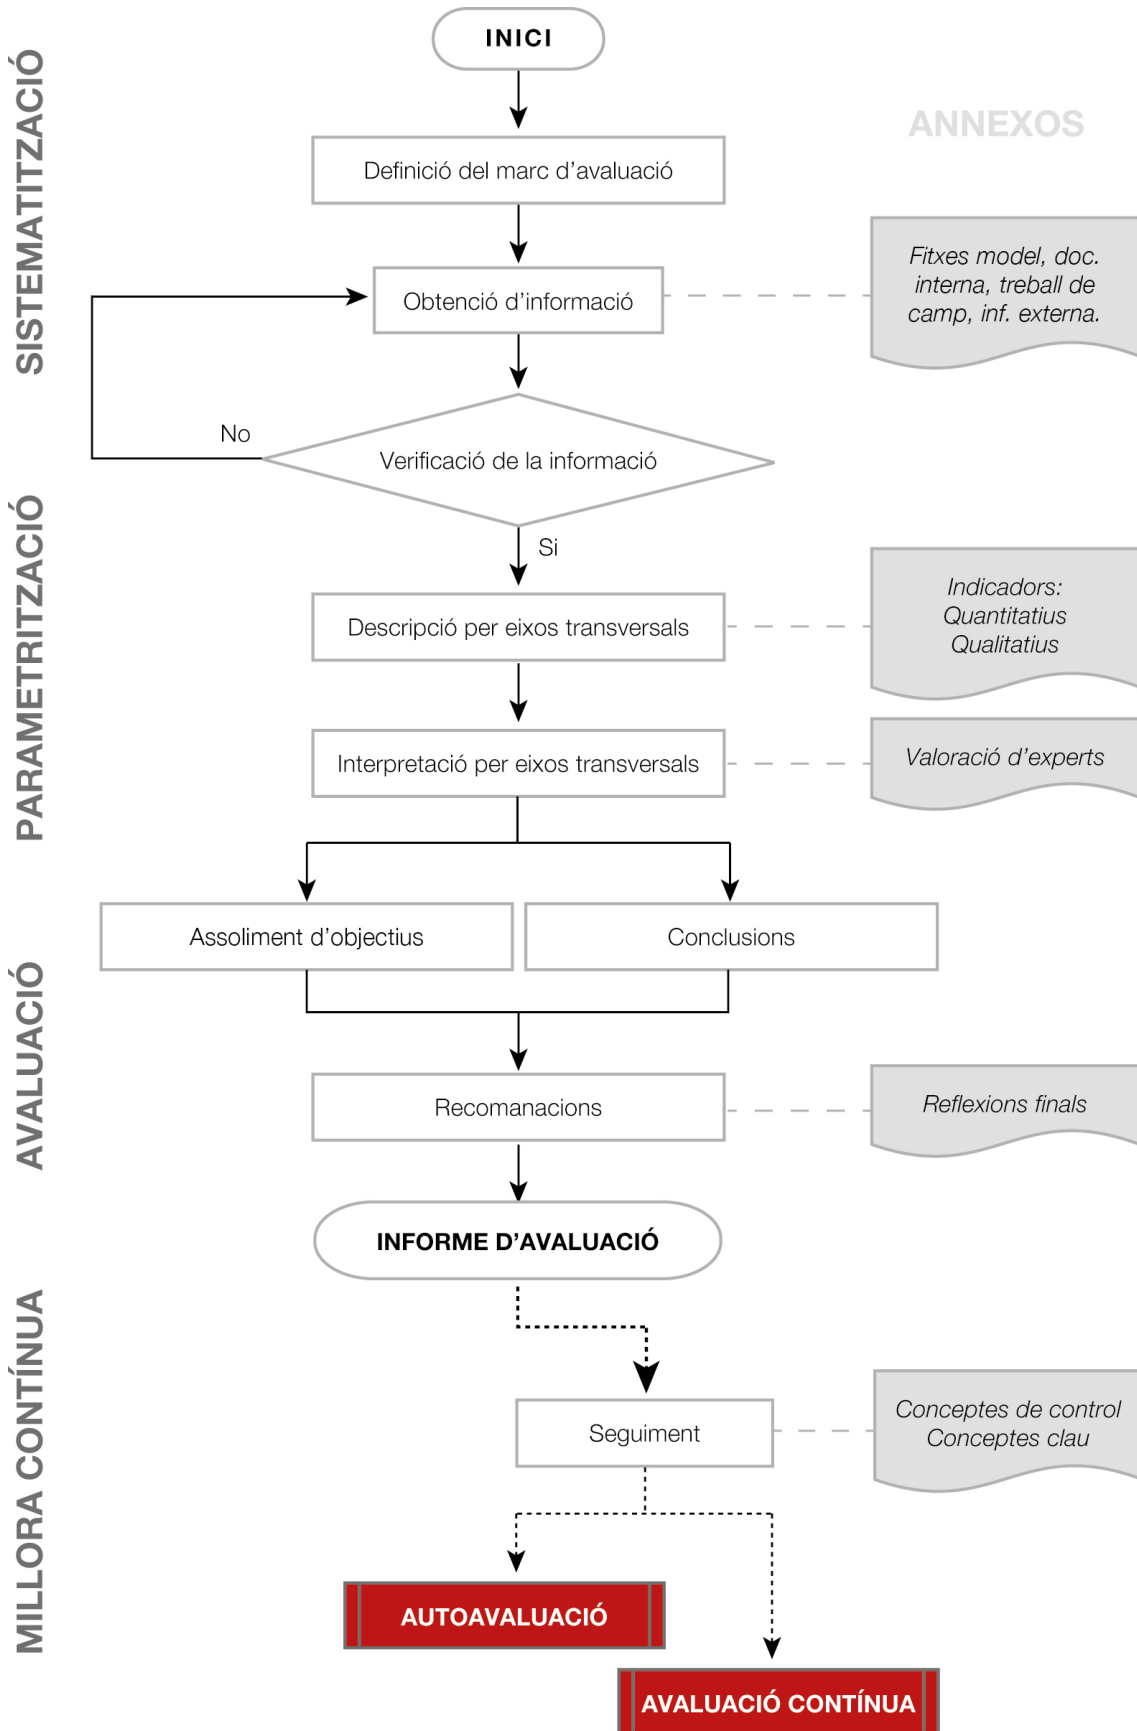 INICI
SISTEMATITZACIÓ
ANNEXOS
Definició del marc d’avaluació
Obtenció d’informació
Fitxes model, doc.
interna, treball de
camp, inf. externa.
No
Verificació de la informació
Si
PARAMETRITZACIÓ
Descripció per eixos transversals
Indicadors:
Quantitatius
Qualitatius
Interpretació per eixos transversals
Valoració d’experts
Assoliment d’objectius
Conclusions
AVALUACIÓ
Recomanacions
Reflexions finals
INFORME D’AVALUACIÓ
MILLORA CONTÍNUA
Seguiment
Conceptes de control
Conceptes clau
AUTOAVALUACIÓ
AVALUACIÓ CONTÍNUA